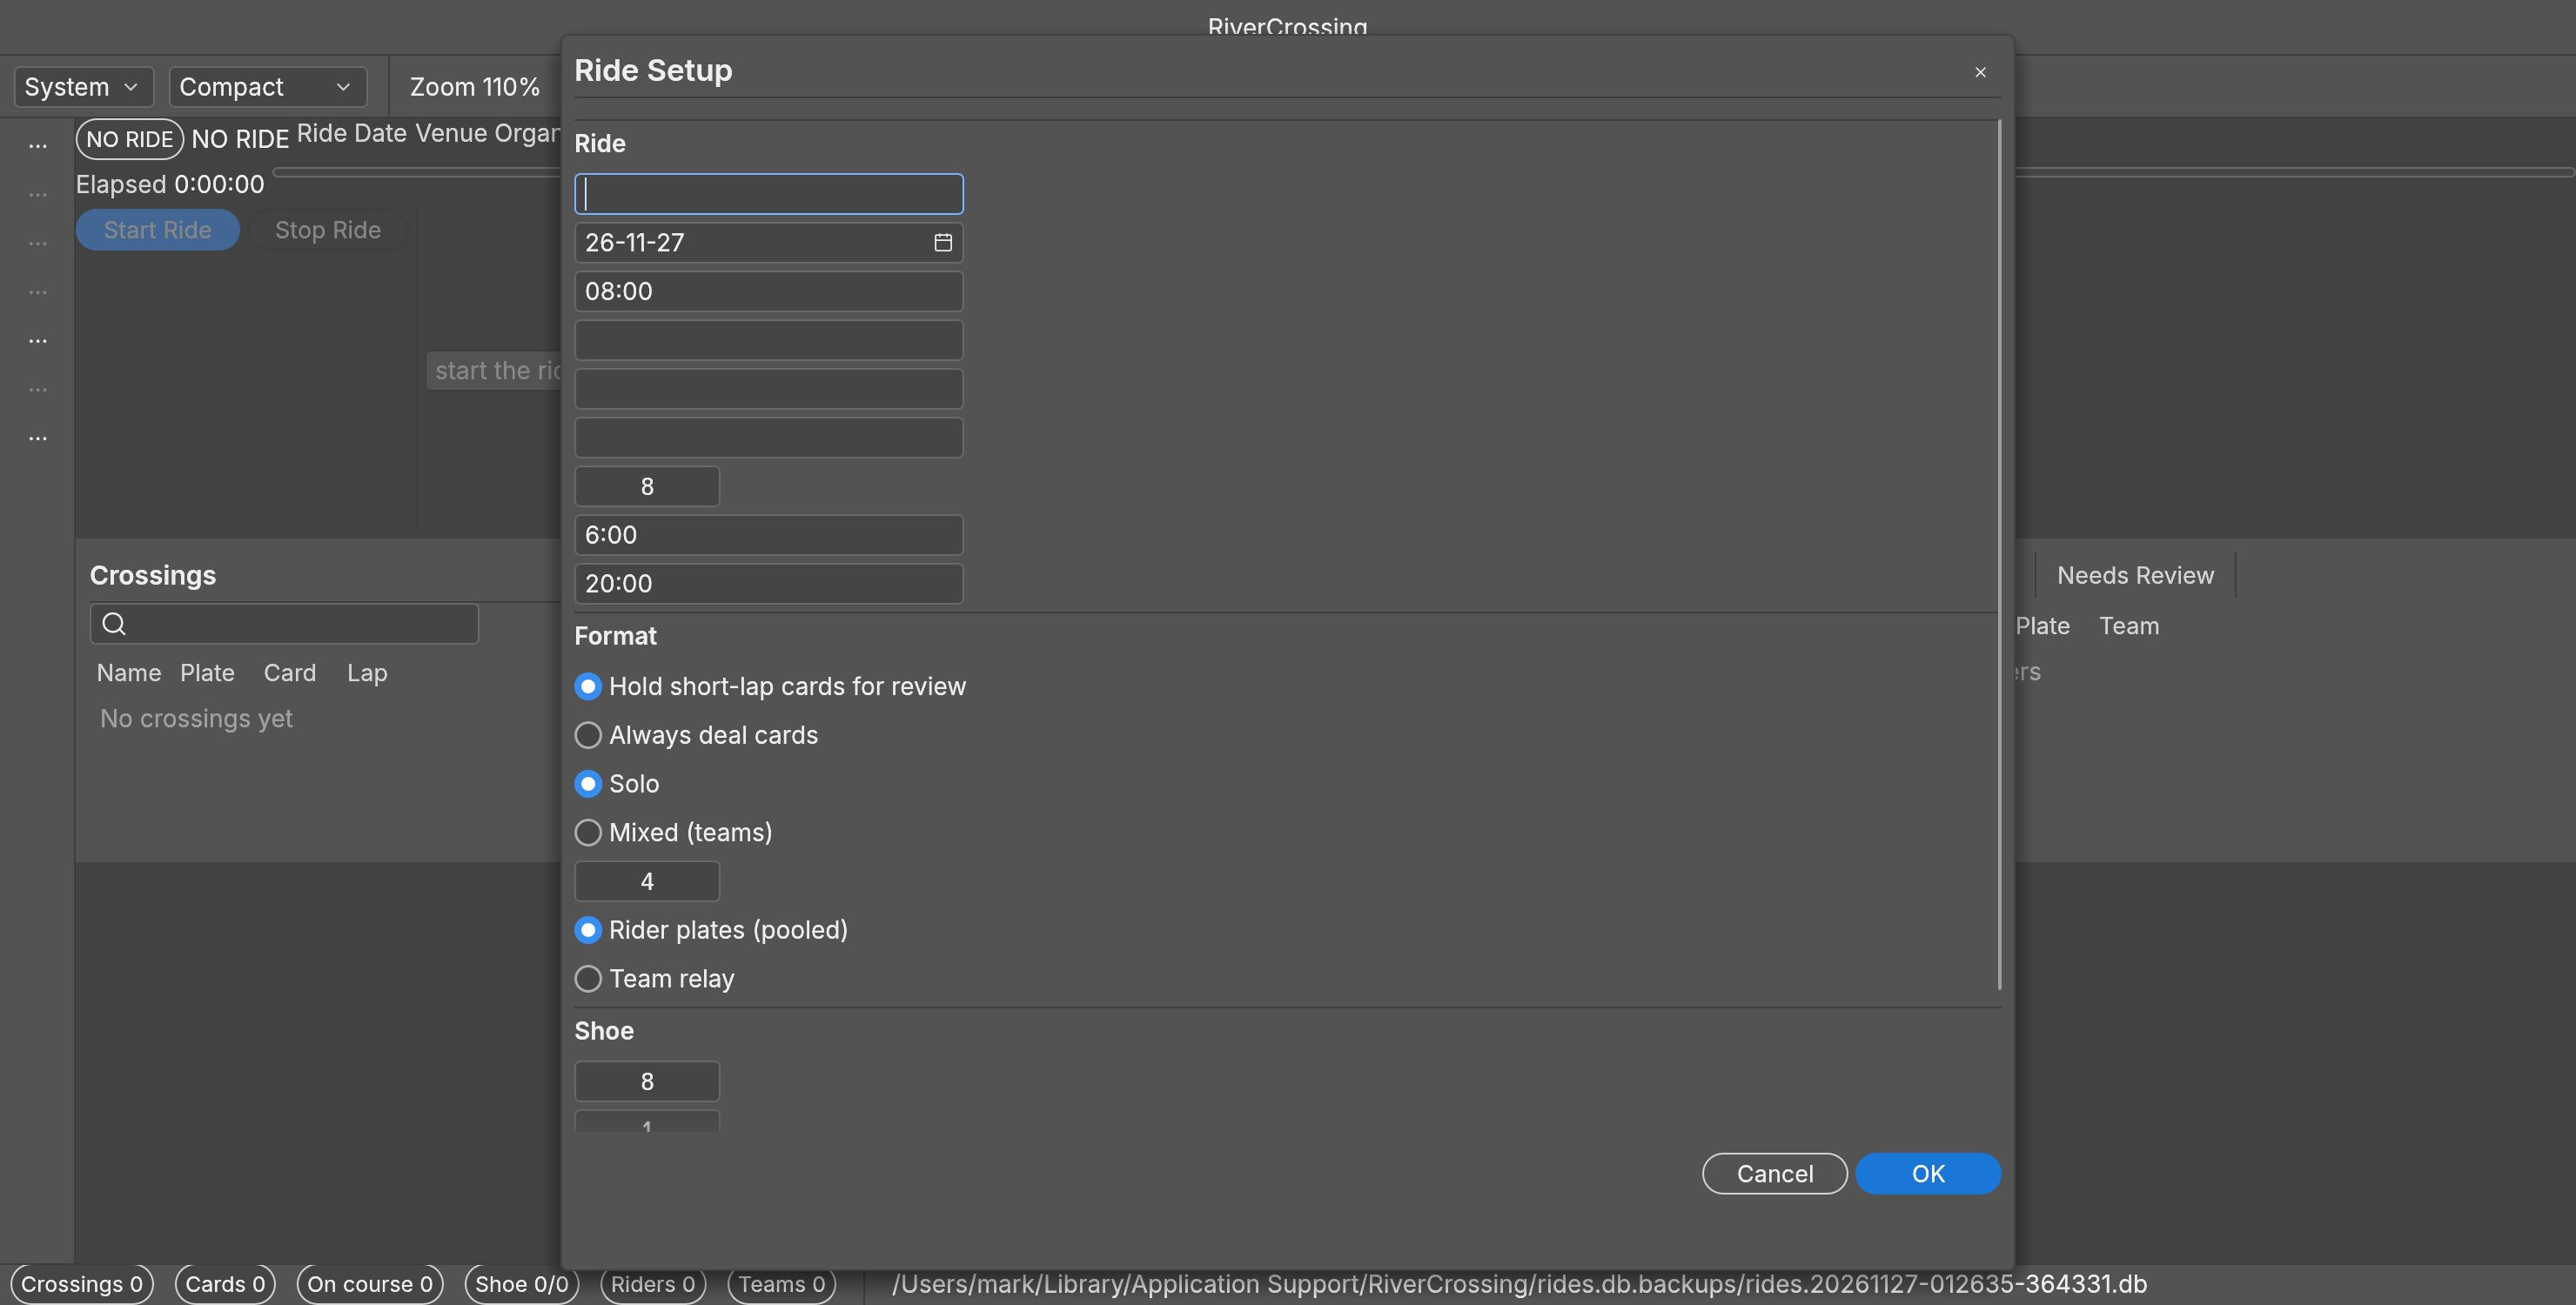 RiverCrossing
System
Compact
Zoom 110%
...
NO RIDE
NO RIDE
Ride Date Venue
Elapsed 0:00:00
Start Ride
Stop Ride
start the
Crossings
Name Plate Card Lap
No crossings yet
Ride Setup
×
Ride
26-11-27
08:00
8
6:00
20:00
Format
Hold short-lap cards for review
Always deal cards
Solo
Mixed (teams)
4
Rider plates (pooled)
Team relay
Shoe
8
1
Cancel
OK
Needs Review
Plate Team
Crossings 0
Cards 0
On course 0
Shoe 0/0
Riders 0
Teams 0
/Users/mark/Library/Application Support/RiverCrossing/rides.db.backups/rides.20261127-012635-364331.db